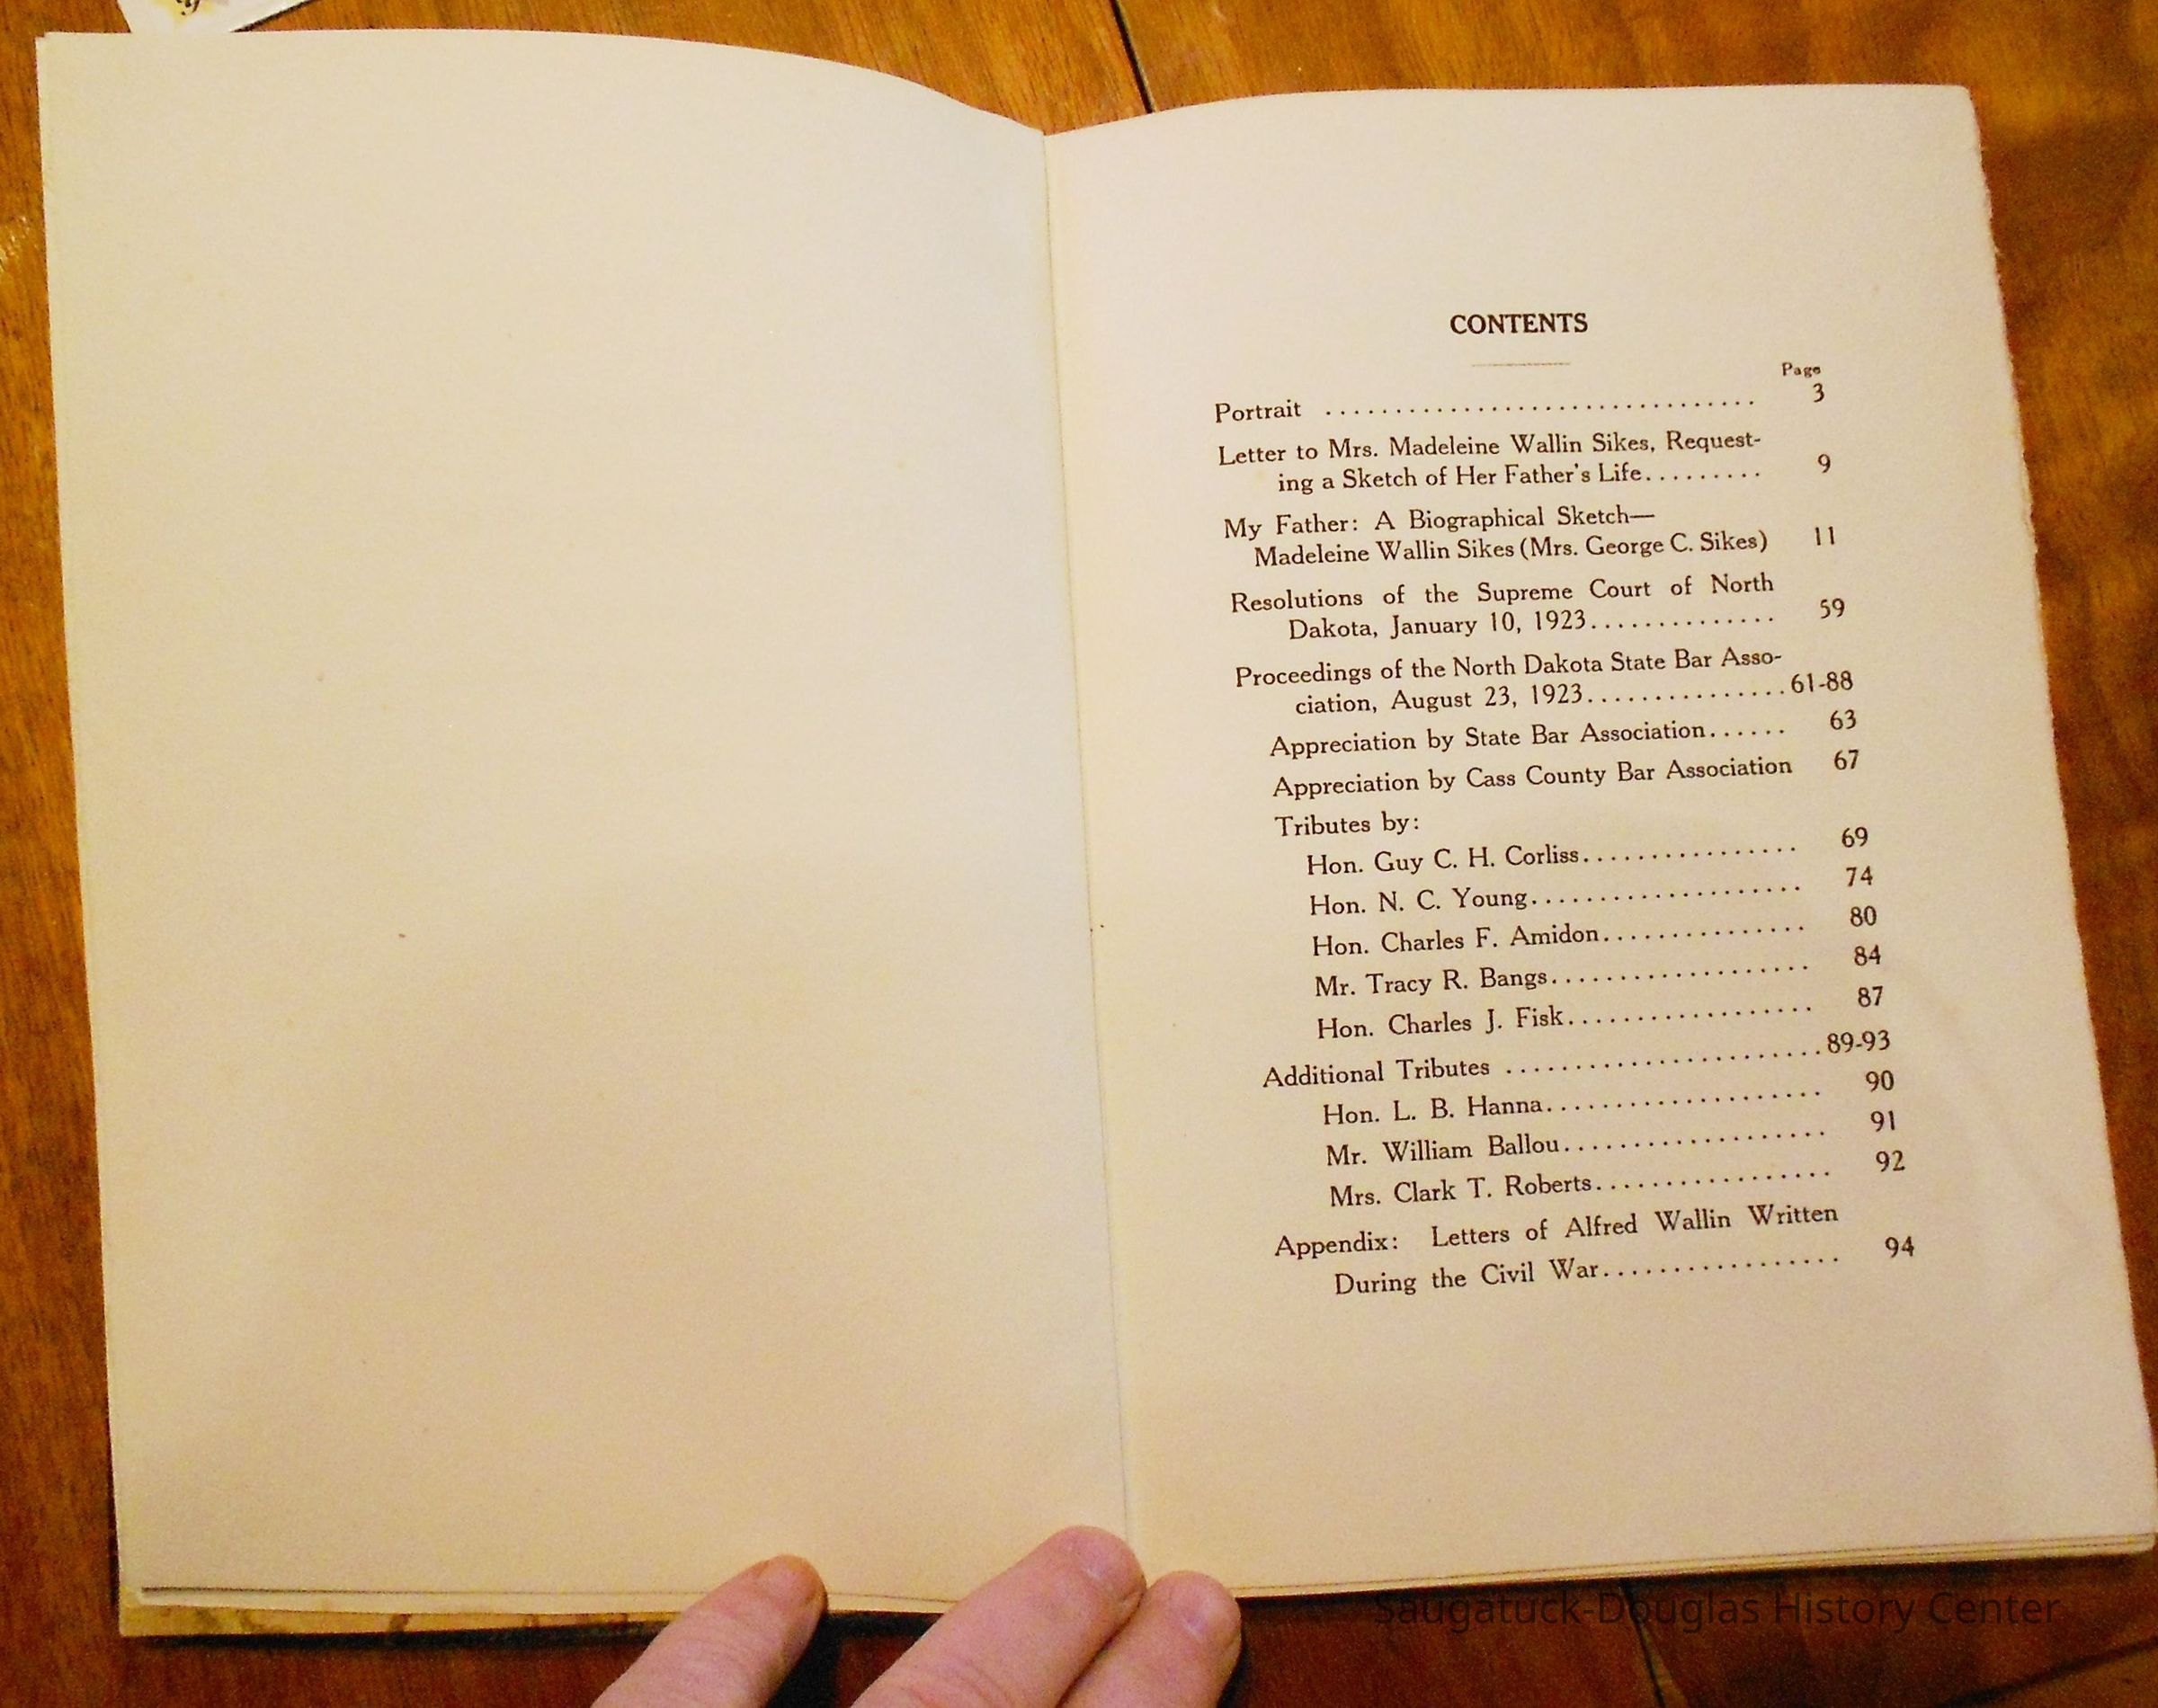 CONTENTS
Page
Portrait ............................... 3
Letter to Mrs. Madeleine Wallin Sikes, Request-
ing a Sketch of Her Father's Life......... 9
My Father: A Biographical Sketch—
Madeleine Wallin Sikes (Mrs. George C. Sikes) 11
Resolutions of the Supreme Court of North
Dakota, January 10, 1923.............. 59
Proceedings of the North Dakota State Bar Asso-
ciation, August 23, 1923...............61-88
Appreciation by State Bar Association...... 63
Appreciation by Cass County Bar Association 67
Tributes by:
Hon. Guy C. H. Corliss................ 69
Hon. N. C. Young.................... 74
Hon. Charles F. Amidon............... 80
Mr. Tracy R. Bangs................... 84
Hon. Charles J. Fisk.................. 87
Additional Tributes .......................89-93
Hon. L. B. Hanna.................... 90
Mr. William Ballou................... 91
Mrs. Clark T. Roberts................. 92
Appendix: Letters of Alfred Wallin Written
During the Civil War................. 94
Saugatuck-Douglas History Center